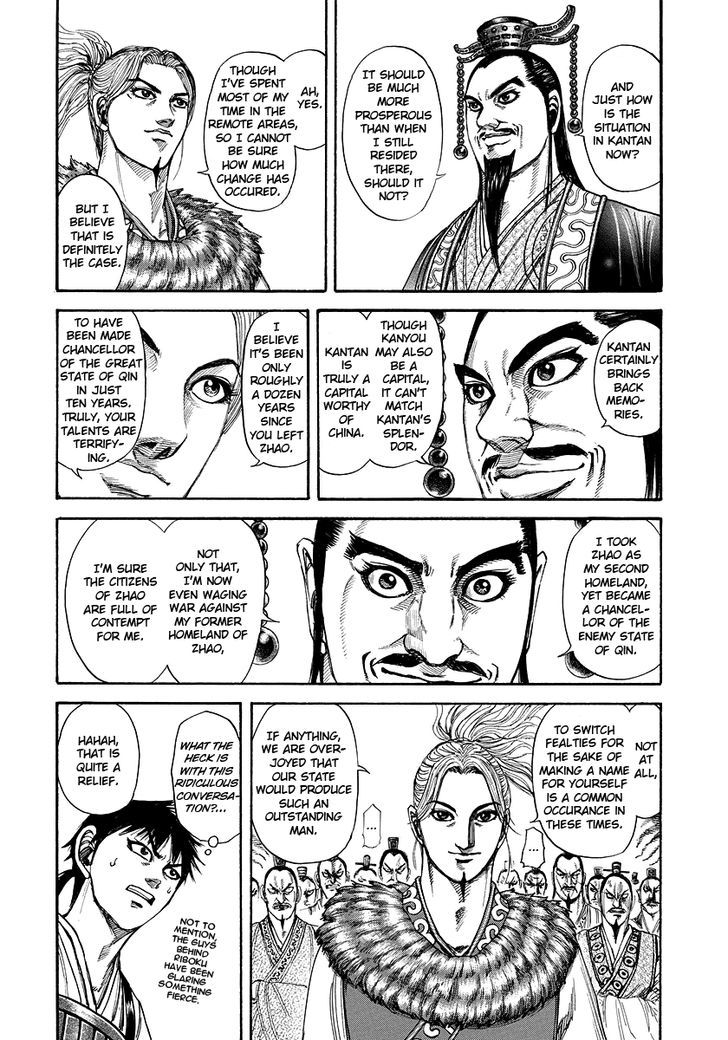 AND
JUST HOW
IS THE
SITUATION
IN KANTAN
NOW?
IT SHOULD
BE MUCH
MORE
PROSPEROUS
THAN WHEN
I STILL
RESIDED
THERE,
SHOULD IT
NOT?
AH,
YES.
THOUGH
I'VE SPENT
MOST OF MY
TIME IN THE
REMOTE AREAS,
SO I CANNOT
BE SURE
HOW MUCH
CHANGE HAS
OCCURED.
BUT I
BELIEVE
THAT IS
DEFINITELY
THE CASE.
KANTAN
CERTAINLY
BRINGS
BACK
MEMO-
RIES.
THOUGH
KANYOU
MAY ALSO
BE A
CAPITAL,
IT CAN'T
MATCH
KANTAN'S
SPLEN-
DOR.
KANTAN
IS
TRULY A
CAPITAL
WORTHY
OF
CHINA.
I
BELIEVE
IT'S BEEN
ONLY
ROUGHLY
A DOZEN
YEARS
SINCE
YOU LEFT
ZHAO.
TO HAVE
BEEN MADE
CHANCELLOR
OF THE GREAT
STATE OF QIN
IN JUST
TEN YEARS.
TRULY, YOUR
TALENTS ARE
TERRIFY-
ING.
I TOOK
ZHAO AS
MY SECOND
HOMELAND,
YET BECAME
A CHANCEL-
LOR OF THE
ENEMY STATE
OF QIN.
NOT
ONLY THAT,
I'M NOW
EVEN WAGING
WAR AGAINST
MY FORMER
HOMELAND OF
ZHAO,
I'M SURE
THE CITIZENS
OF ZHAO
ARE FULL OF
CONTEMPT
FOR ME.
NOT
AT
ALL,
TO SWITCH
FEALTIES FOR
THE SAKE OF
MAKING A NAME
FOR YOURSELF
IS A COMMON
OCCURANCE IN
THESE TIMES.
...
...
IF ANYTHING,
WE ARE OVER-
JOYED THAT
OUR STATE
WOULD PRODUCE
SUCH AN
OUTSTANDING
MAN.
WHAT THE
HECK IS
WITH THIS
RIDICULOUS
CONVERSA-
TION?...
HAHAH,
THAT IS
QUITE A
RELIEF.
NOT TO
MENTION,
THE GUYS
BEHIND
RIBOKU
HAVE BEEN
GLARING
SOMETHING
FIERCE.